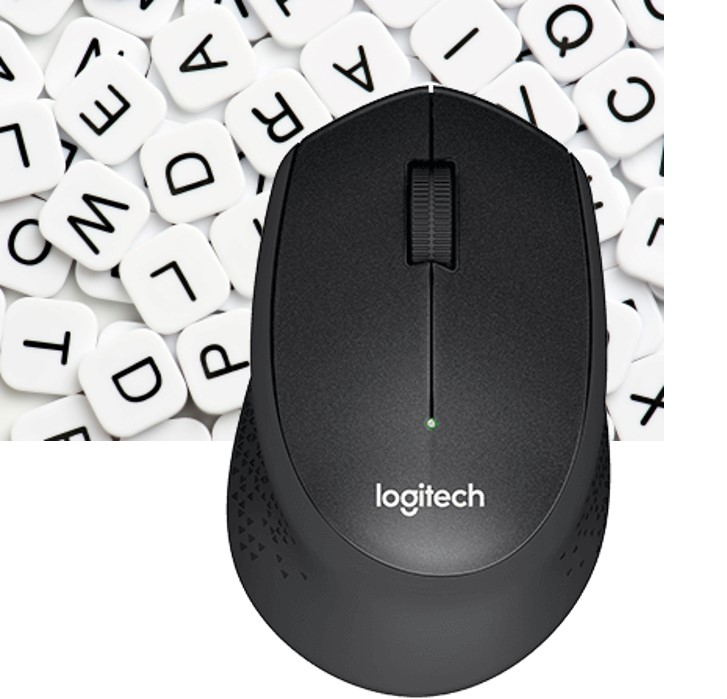 A A I Q
E R C
L D
W L
O L
T D P
X
logitech